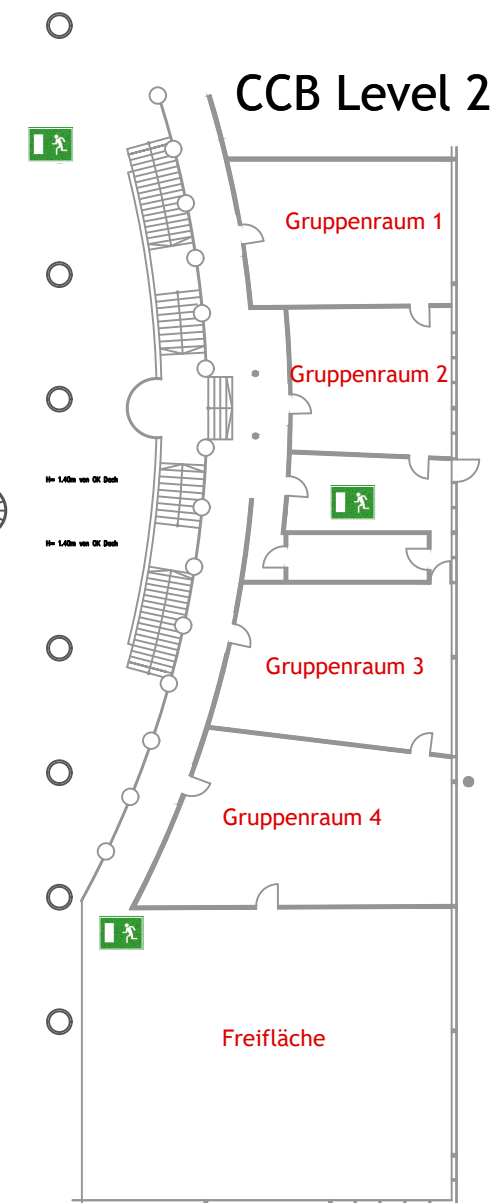 CCB Level 2
Gruppenraum 1
Gruppenraum 2
H= 1.40m von OK Dach
H= 1.40m von OK Dach
Gruppenraum 3
Gruppenraum 4
Freifläche